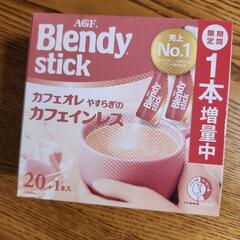 AGF
Blendy
stick
売上
No.1
期間
限定
1本増量中
カフェオレ やすらぎの
カフェインレス
20+1本入